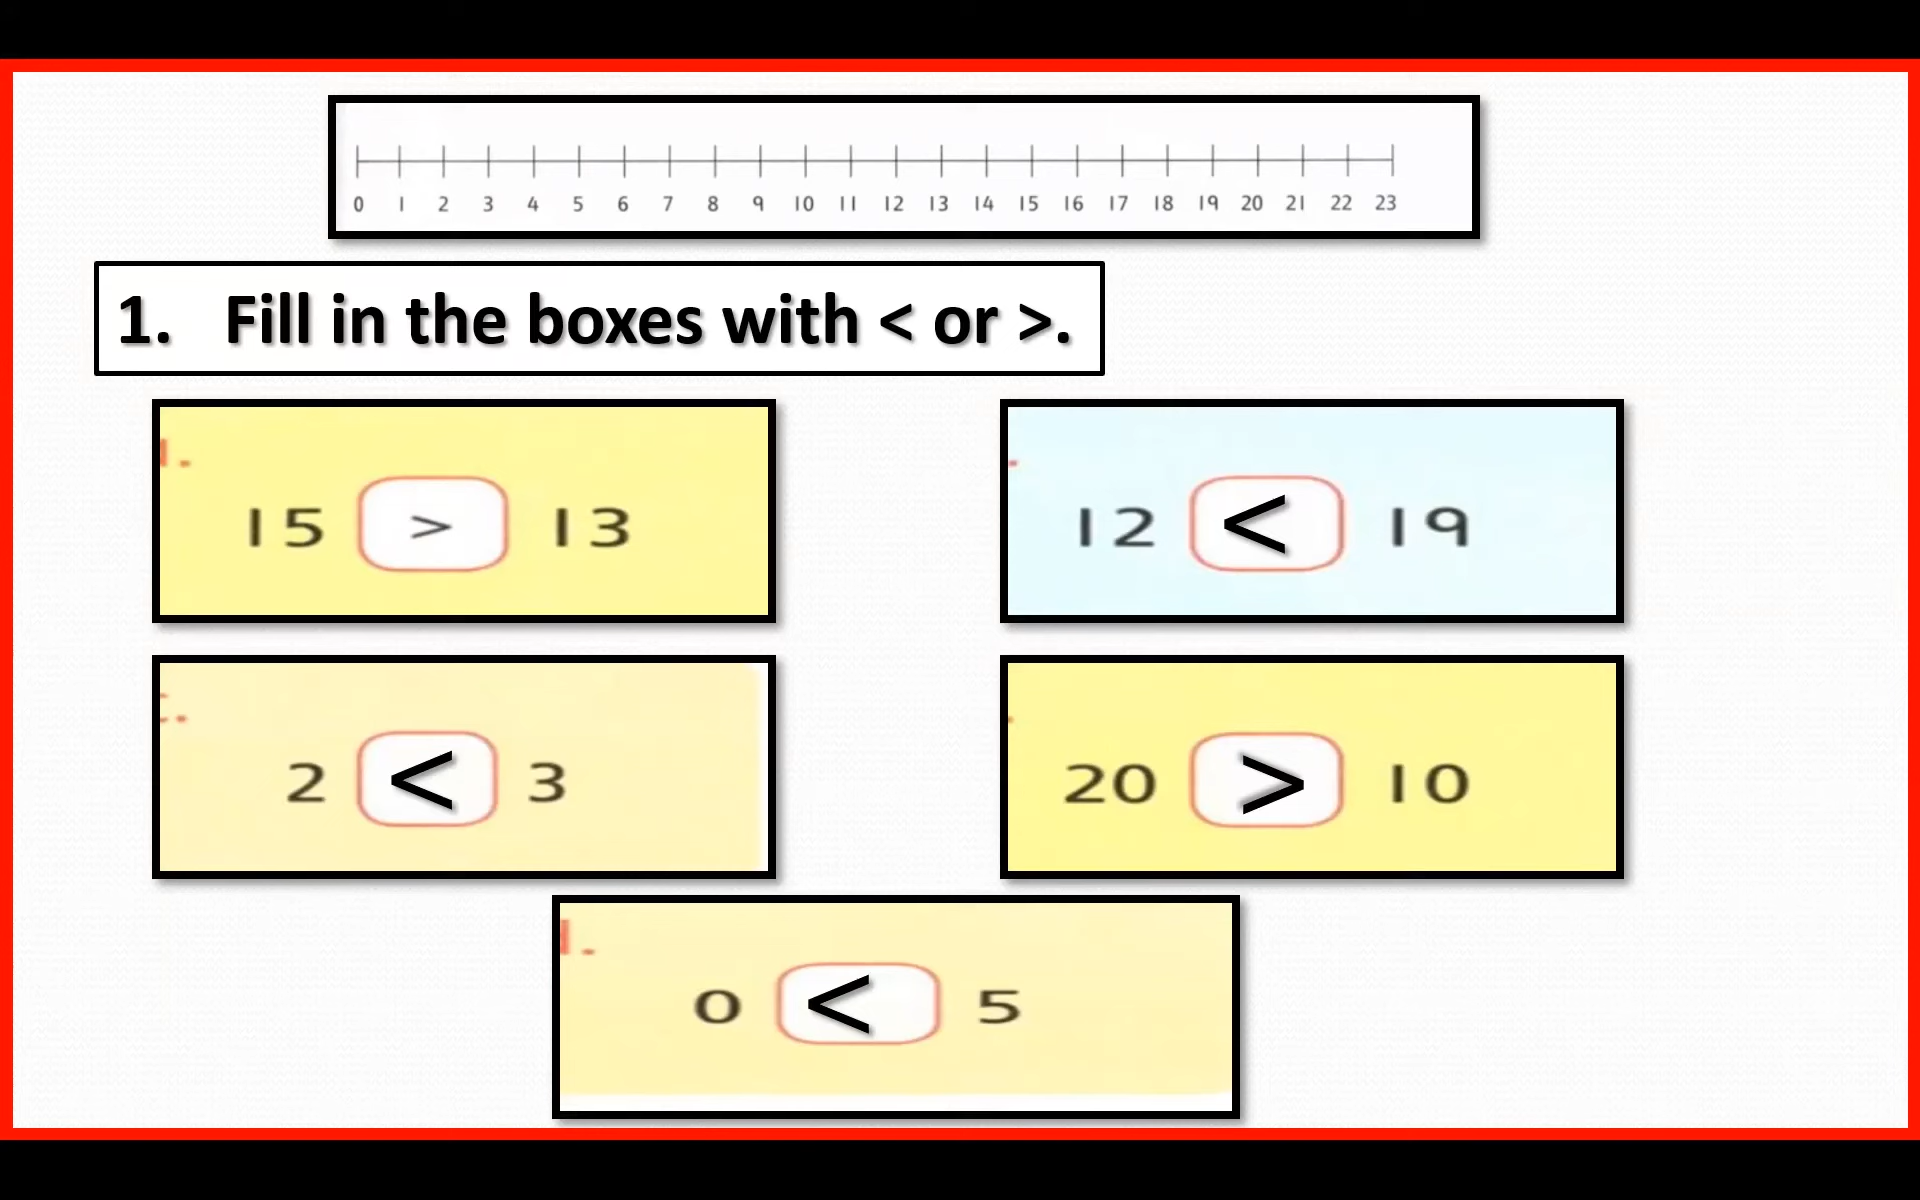 0 1 2 3 4 5 6 7 8 9 10 11 12 13 14 15 16 17 18 19 20 21 22 23
1. Fill in the boxes with < or >.
15 > 13
12 < 19
2 < 3
20 > 10
0 < 5